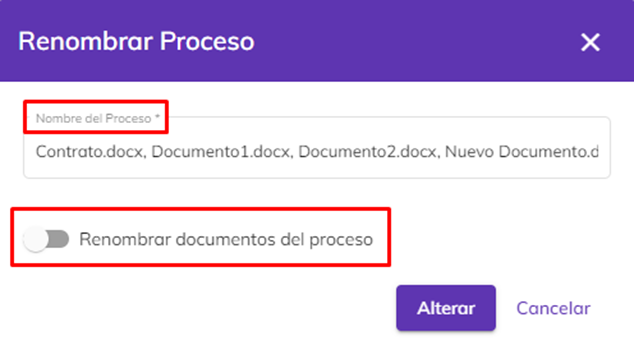 Renombrar Proceso
Nombre del Proceso *
Contrato.docx, Documento1.docx, Documento2.docx, Nuevo Documento.d
Renombrar documentos del proceso
Alterar Cancelar